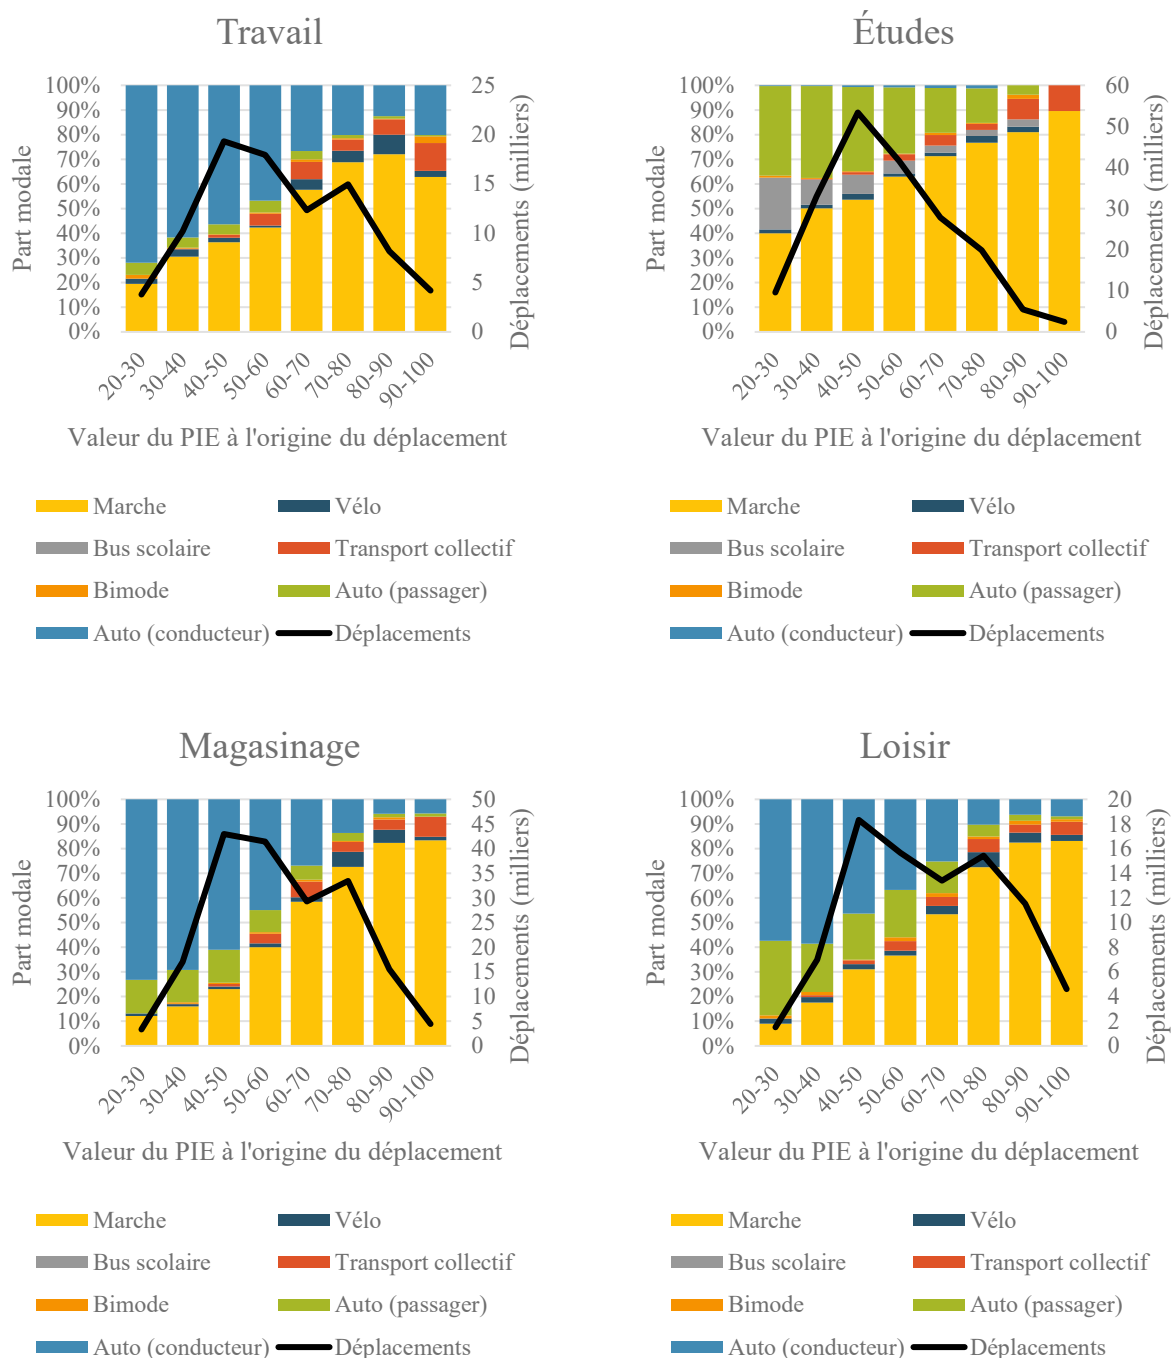 Travail
Part modale
100%
90%
80%
70%
60%
50%
40%
30%
20%
10%
0%
25
20
15
10
5
0
Déplacements (milliers)
20-30
30-40
40-50
50-60
60-70
70-80
80-90
90-100
Valeur du PIE à l'origine du déplacement
Marche
Vélo
Bus scolaire
Transport collectif
Bimode
Auto (passager)
Auto (conducteur)
Déplacements
Études
Part modale
100%
90%
80%
70%
60%
50%
40%
30%
20%
10%
0%
60
50
40
30
20
10
0
Déplacements (milliers)
20-30
30-40
40-50
50-60
60-70
70-80
80-90
90-100
Valeur du PIE à l'origine du déplacement
Marche
Vélo
Bus scolaire
Transport collectif
Bimode
Auto (passager)
Auto (conducteur)
Déplacements
Magasinage
Part modale
100%
90%
80%
70%
60%
50%
40%
30%
20%
10%
0%
50
45
40
35
30
25
20
15
10
5
0
Déplacements (milliers)
20-30
30-40
40-50
50-60
60-70
70-80
80-90
90-100
Valeur du PIE à l'origine du déplacement
Marche
Vélo
Bus scolaire
Transport collectif
Bimode
Auto (passager)
Auto (conducteur)
Déplacements
Loisir
Part modale
100%
90%
80%
70%
60%
50%
40%
30%
20%
10%
0%
20
18
16
14
12
10
8
6
4
2
0
Déplacements (milliers)
20-30
30-40
40-50
50-60
60-70
70-80
80-90
90-100
Valeur du PIE à l'origine du déplacement
Marche
Vélo
Bus scolaire
Transport collectif
Bimode
Auto (passager)
Auto (conducteur)
Déplacements